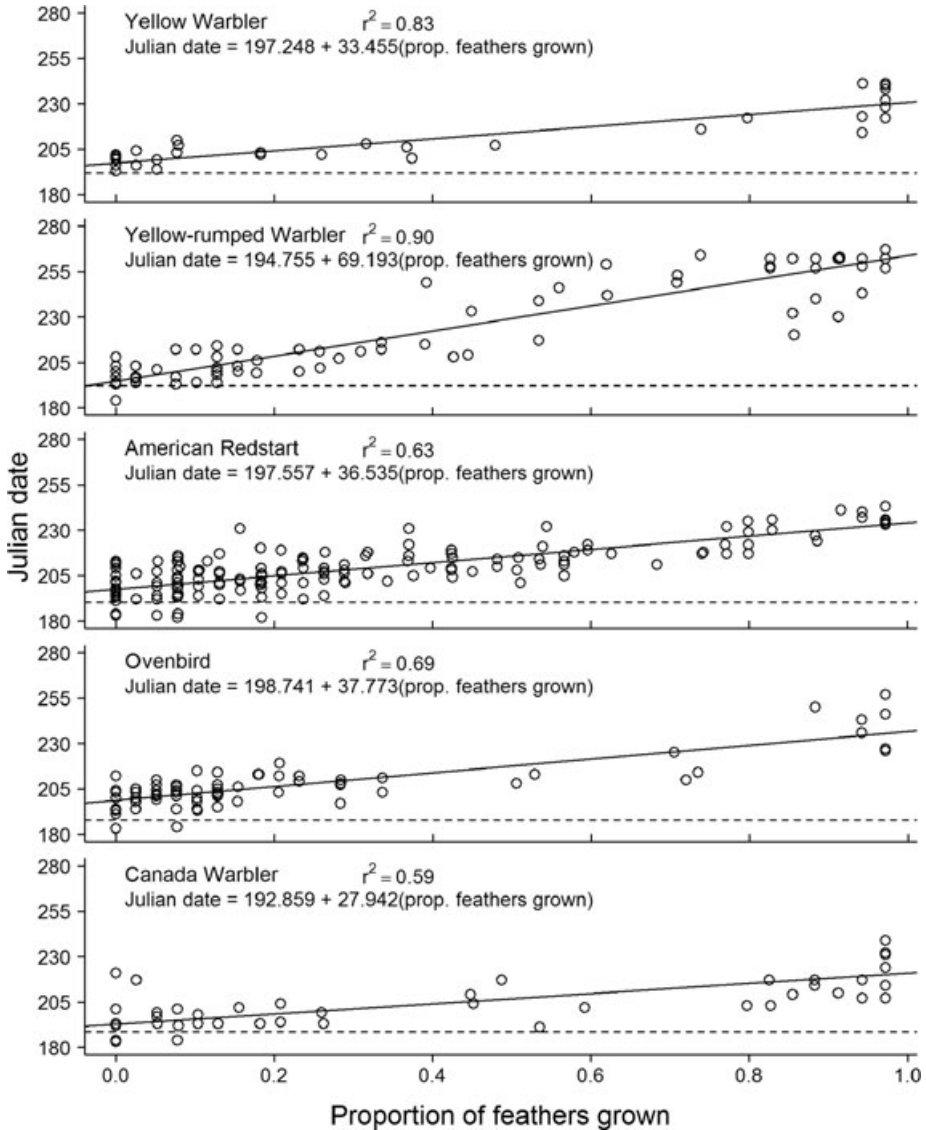 Yellow Warbler r² = 0.83
Julian date = 197.248 + 33.455(prop. feathers grown)
280
255
230
205
180
Yellow-rumped Warbler r² = 0.90
Julian date = 194.755 + 69.193(prop. feathers grown)
280
255
230
205
180
American Redstart r² = 0.63
Julian date = 197.557 + 36.535(prop. feathers grown)
280
255
230
205
180
Ovenbird r² = 0.69
Julian date = 198.741 + 37.773(prop. feathers grown)
280
255
230
205
180
Canada Warbler r² = 0.59
Julian date = 192.859 + 27.942(prop. feathers grown)
280
255
230
205
180
Julian date
0.0 0.2 0.4 0.6 0.8 1.0
Proportion of feathers grown